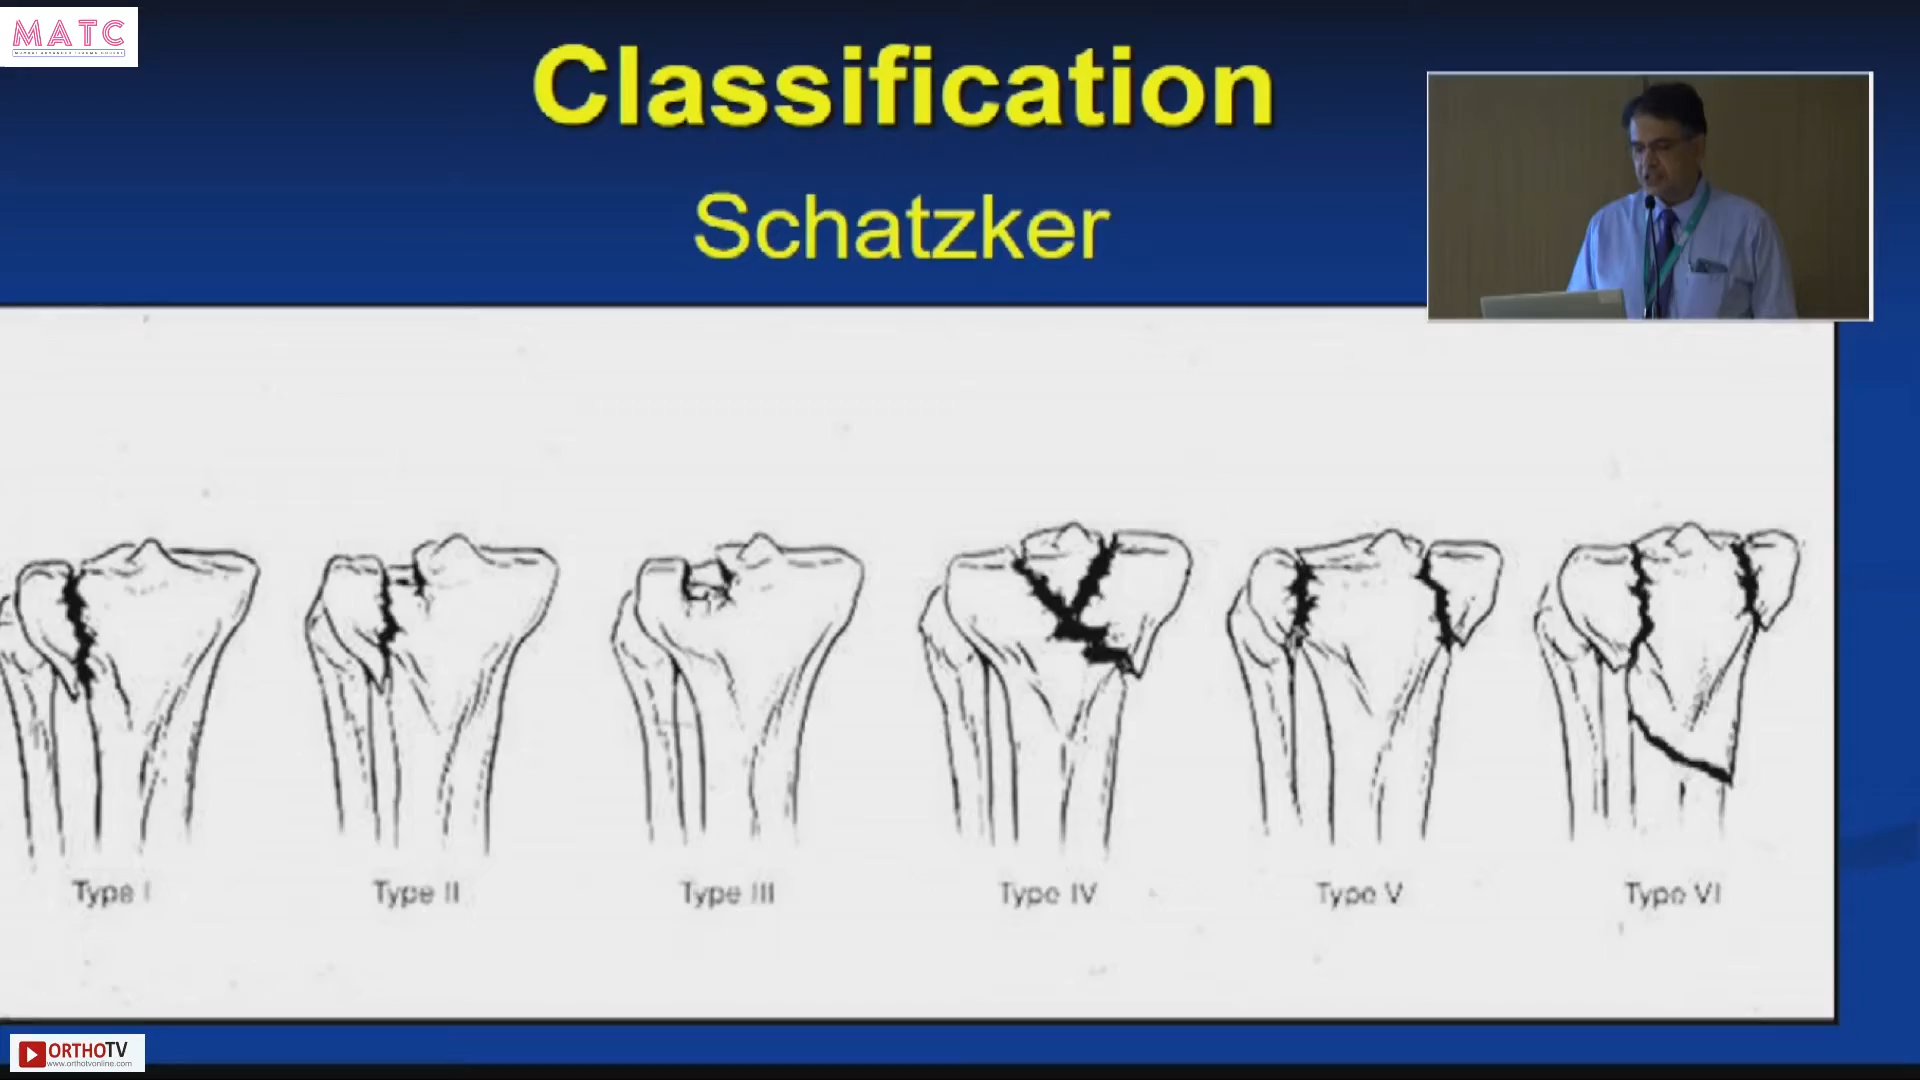 MATC
Classification
Schatzker
Type I
Type II
Type III
Type IV
Type V
Type VI
ORTHOTV
www.orthotvonline.com